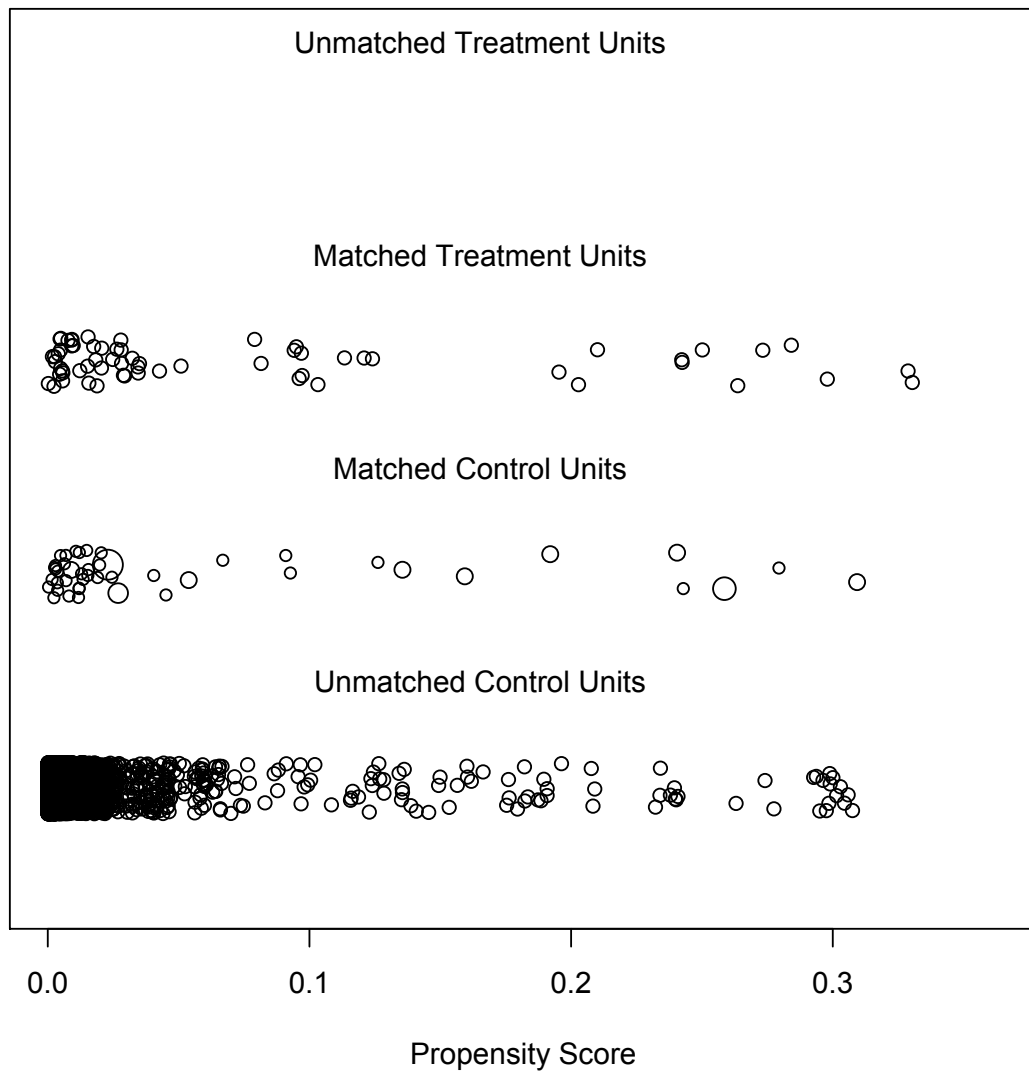 Unmatched Treatment Units
Matched Treatment Units
Matched Control Units
Unmatched Control Units
0.0 0.1 0.2 0.3
Propensity Score